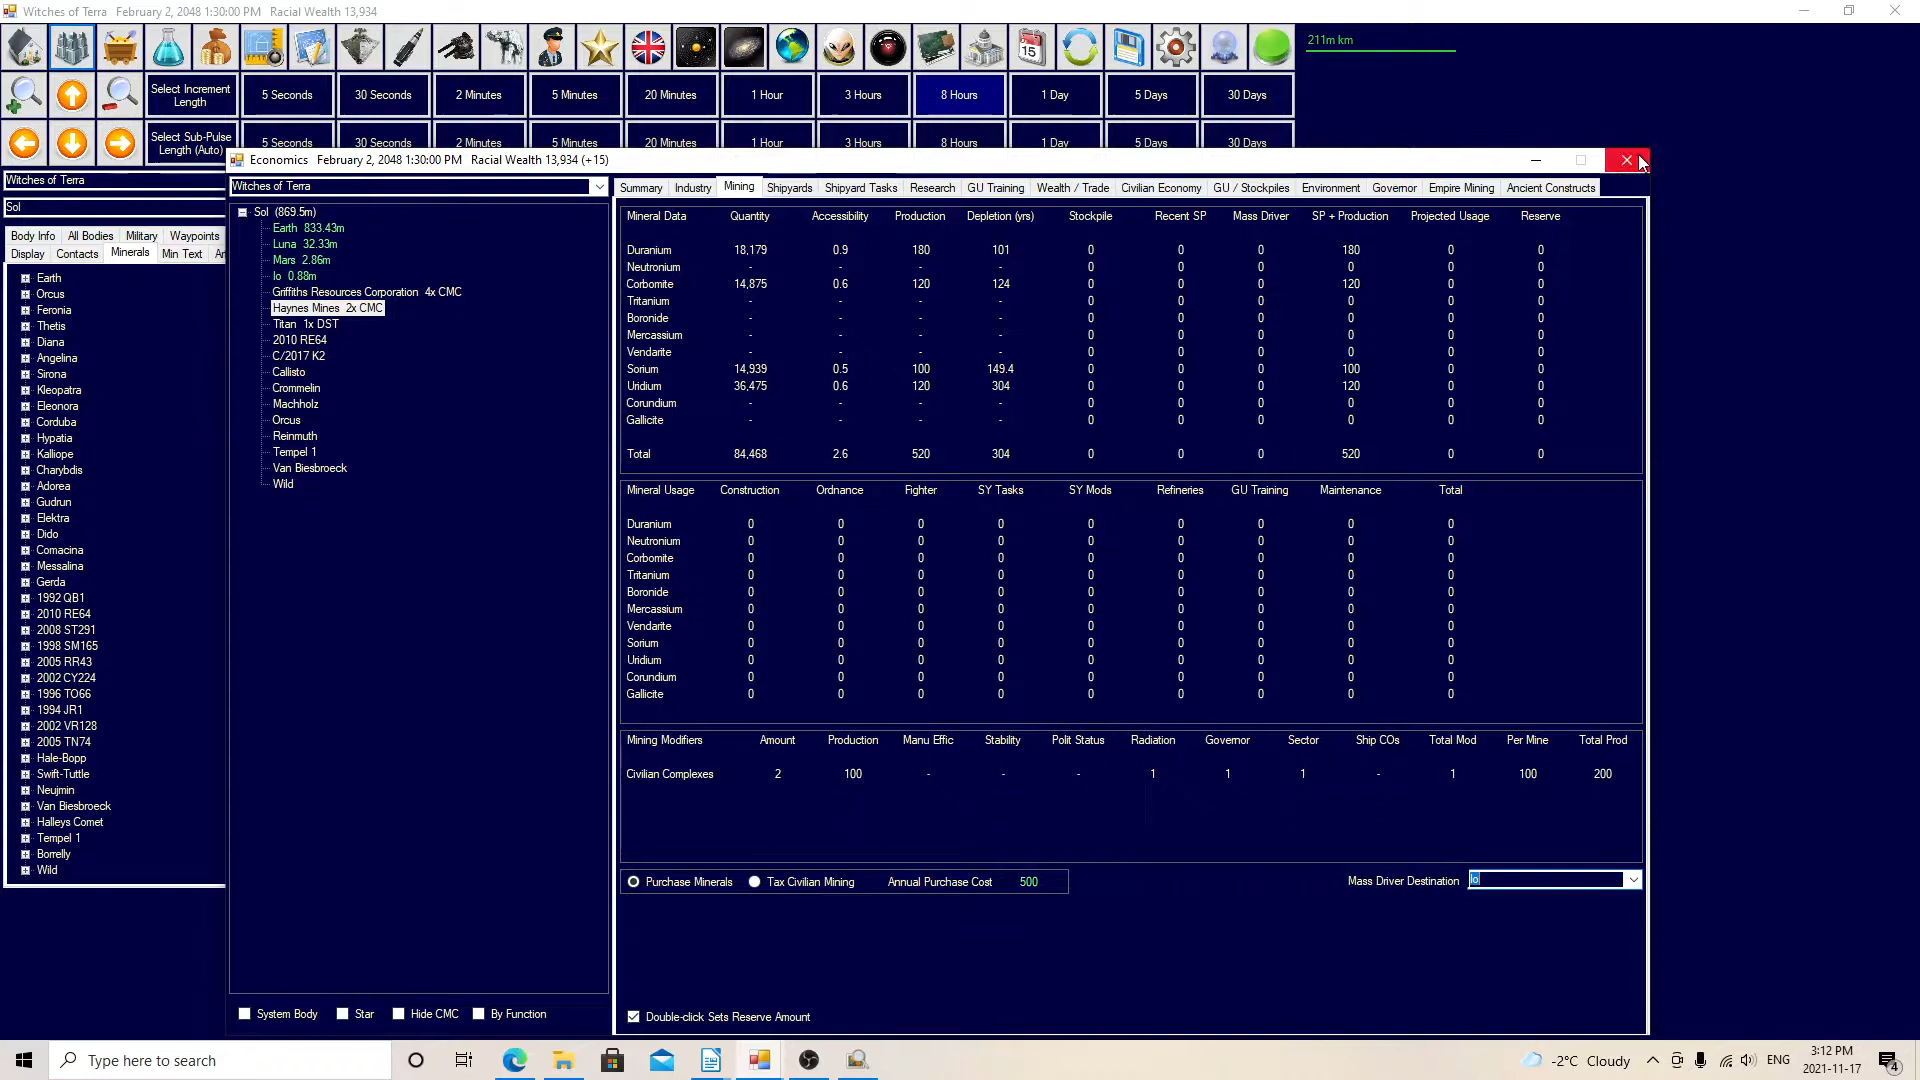 Witches of Terra   February 2, 2048 1:30:00 PM   Racial Wealth 13,934
15
211m km
Select Increment Length
5 Seconds
30 Seconds
2 Minutes
5 Minutes
20 Minutes
1 Hour
3 Hours
8 Hours
1 Day
5 Days
30 Days
Select Sub-Pulse Length (Auto)
5 Seconds
30 Seconds
2 Minutes
5 Minutes
20 Minutes
1 Hour
3 Hours
8 Hours
1 Day
5 Days
30 Days
Witches of Terra
Sol
Body Info   All Bodies   Military   Waypoints
Display   Contacts   Minerals   Min Text
Earth
Orcus
Feronia
Thetis
Diana
Angelina
Sirona
Kleopatra
Eleonora
Corduba
Hypatia
Kalliope
Charybdis
Adorea
Gudrun
Elektra
Dido
Comacina
Messalina
Gerda
1992 QB1
2010 RE64
2008 ST291
1998 SM165
2005 RR43
2002 CY224
1996 TO66
1994 JR1
2002 VR128
2005 TN74
Hale-Bopp
Swift-Tuttle
Neujmin
Van Biesbroeck
Halleys Comet
Tempel 1
Borrelly
Wild
Economics   February 2, 2048 1:30:00 PM   Racial Wealth 13,934 (+15)
Witches of Terra
Sol  (869.5m)
Earth  833.43m
Luna  32.33m
Mars  2.86m
Io  0.88m
Griffiths Resources Corporation  4x CMC
Haynes Mines  2x CMC
Titan  1x DST
2010 RE64
C/2017 K2
Callisto
Crommelin
Machholz
Orcus
Reinmuth
Tempel 1
Van Biesbroeck
Wild
System Body   Star   Hide CMC   By Function
Summary   Industry   Mining   Shipyards   Shipyard Tasks   Research   GU Training   Wealth / Trade   Civilian Economy   GU / Stockpiles   Environment   Governor   Empire Mining   Ancient Constructs
Mineral Data   Quantity   Accessibility   Production   Depletion (yrs)   Stockpile   Recent SP   Mass Driver   SP + Production   Projected Usage   Reserve
Duranium   18,179   0.9   180   101   0   0   0   180   0   0
Neutronium   -   -   -   -   0   0   0   0   0   0
Corbomite   14,875   0.6   120   124   0   0   0   120   0   0
Tritanium   -   -   -   -   0   0   0   0   0   0
Boronide   -   -   -   -   0   0   0   0   0   0
Mercassium   -   -   -   -   0   0   0   0   0   0
Vendarite   -   -   -   -   0   0   0   0   0   0
Sorium   14,939   0.5   100   149.4   0   0   0   100   0   0
Uridium   36,475   0.6   120   304   0   0   0   120   0   0
Corundium   -   -   -   -   0   0   0   0   0   0
Gallicite   -   -   -   -   0   0   0   0   0   0
Total   84,468   2.6   520   304   0   0   0   520   0   0
Mineral Usage   Construction   Ordnance   Fighter   SY Tasks   SY Mods   Refineries   GU Training   Maintenance   Total
Duranium   0   0   0   0   0   0   0   0   0
Neutronium   0   0   0   0   0   0   0   0   0
Corbomite   0   0   0   0   0   0   0   0   0
Tritanium   0   0   0   0   0   0   0   0   0
Boronide   0   0   0   0   0   0   0   0   0
Mercassium   0   0   0   0   0   0   0   0   0
Vendarite   0   0   0   0   0   0   0   0   0
Sorium   0   0   0   0   0   0   0   0   0
Uridium   0   0   0   0   0   0   0   0   0
Corundium   0   0   0   0   0   0   0   0   0
Gallicite   0   0   0   0   0   0   0   0   0
Mining Modifiers   Amount   Production   Manu Effic   Stability   Polit Status   Radiation   Governor   Sector   Ship COs   Total Mod   Per Mine   Total Prod
Civilian Complexes   2   100   -   -   -   1   1   1   -   1   100   200
Purchase Minerals   Tax Civilian Mining   Annual Purchase Cost   500   Mass Driver Destination   Io
Double-click Sets Reserve Amount
Type here to search
-2°C  Cloudy   ENG   3:12 PM
2021-11-17   4